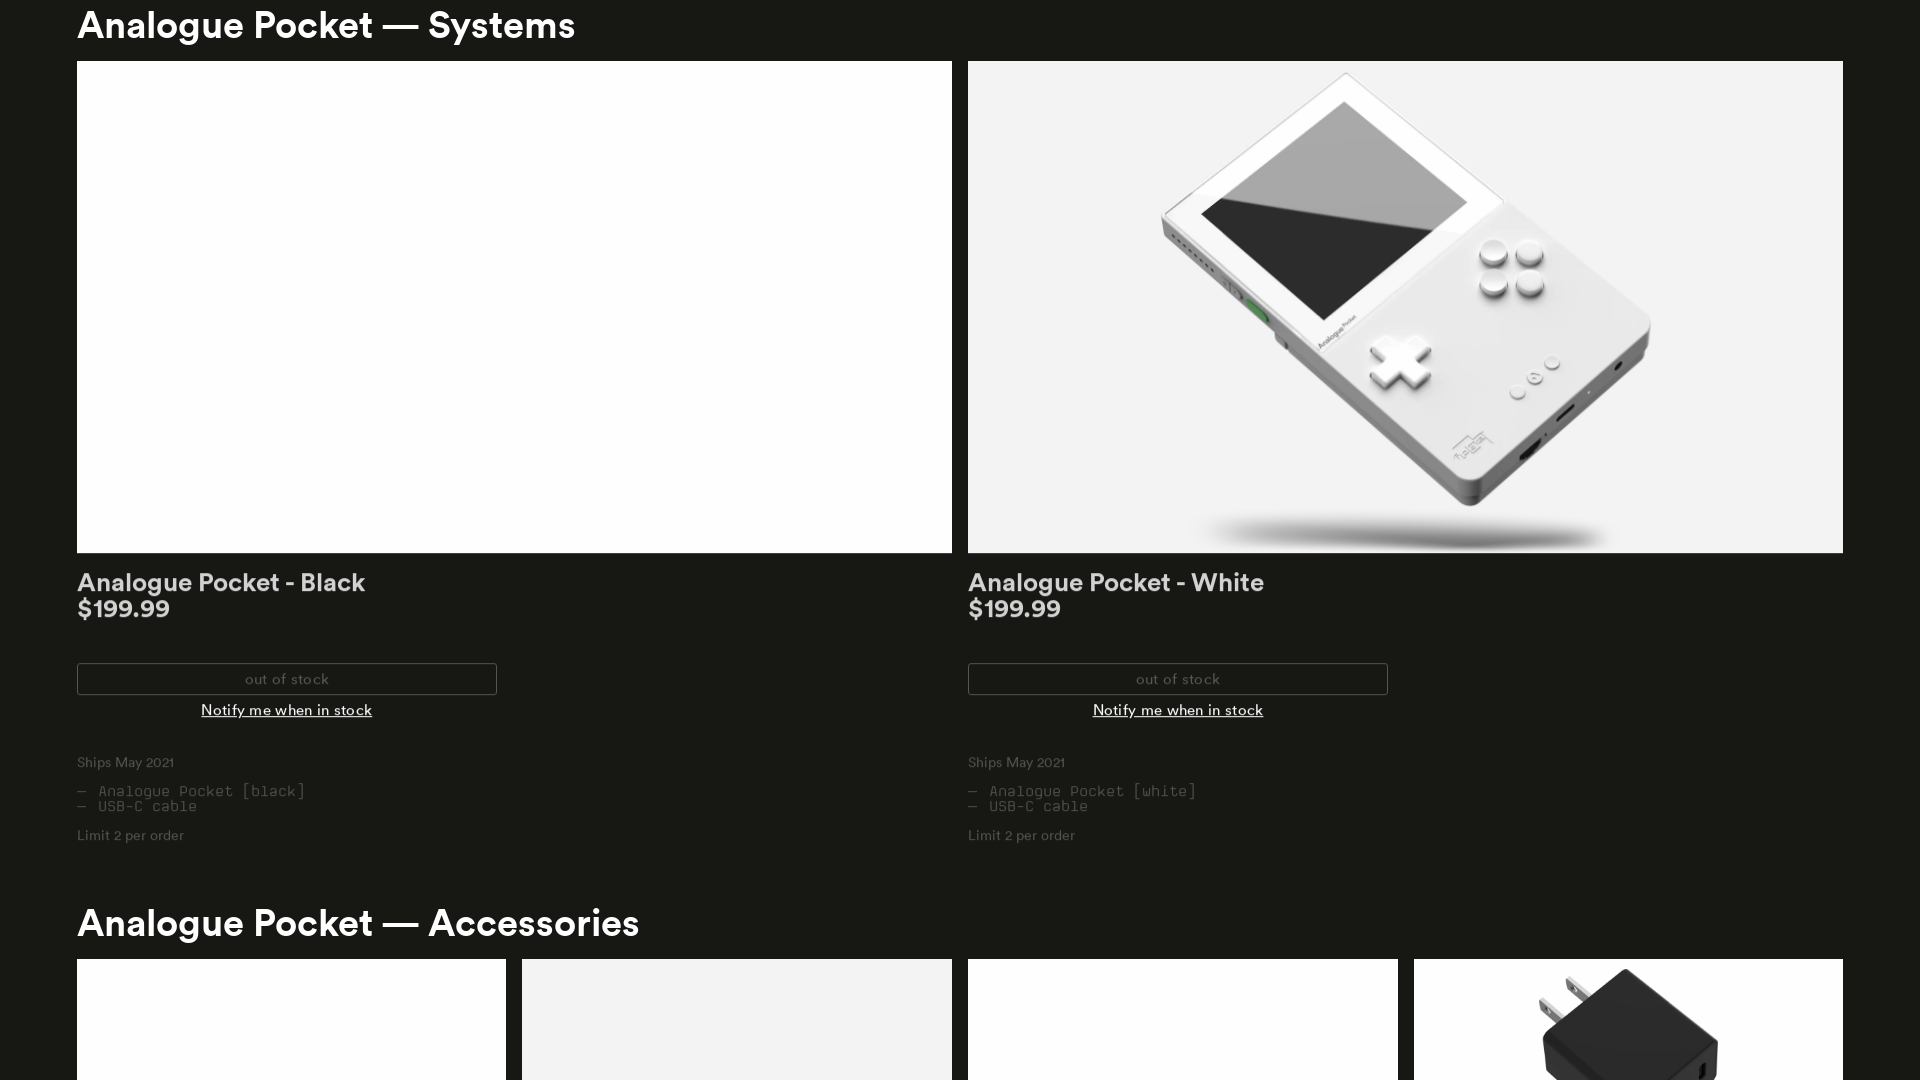 Analogue Pocket — Systems
Analogue Pocket
Analogue Pocket - Black
$199.99
out of stock
Notify me when in stock
Ships May 2021
— Analogue Pocket [black]
— USB-C cable
Limit 2 per order
Analogue Pocket - White
$199.99
out of stock
Notify me when in stock
Ships May 2021
— Analogue Pocket [white]
— USB-C cable
Limit 2 per order
Analogue Pocket — Accessories